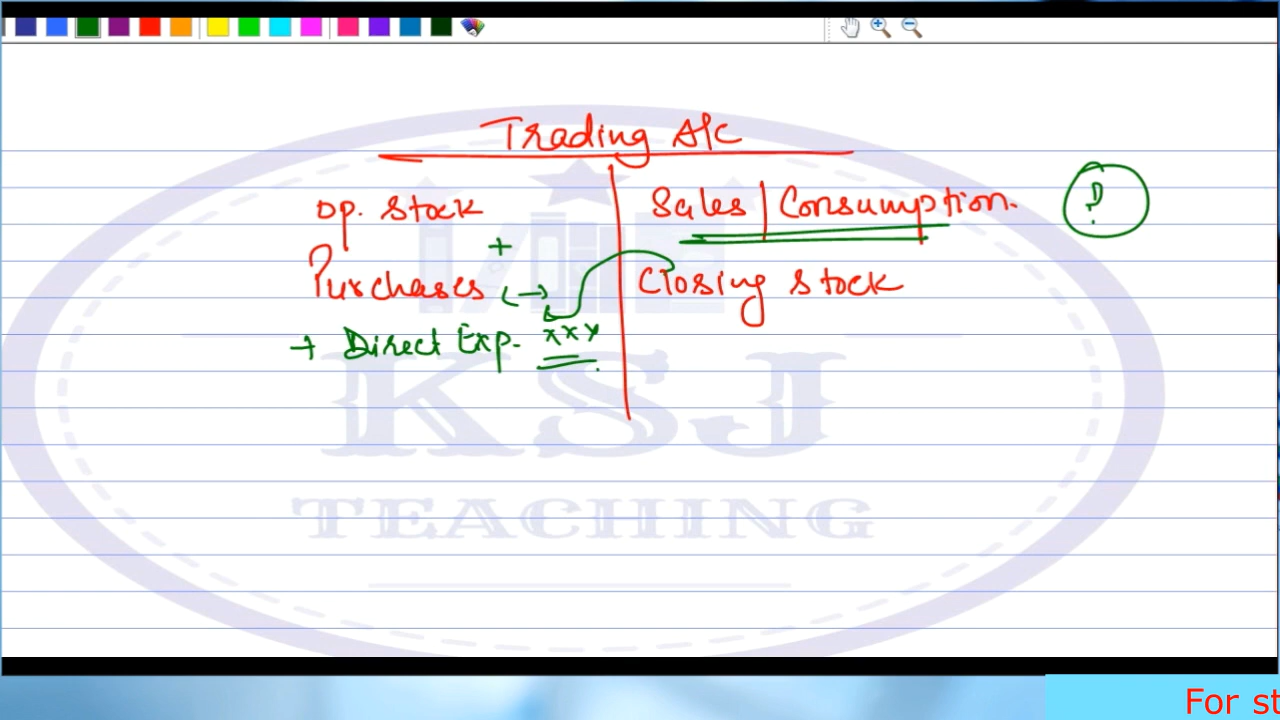 Trading A/c
Op. Stock
+
Purchases (-)
+ Direct Exp. xxx
Sales | Consumption.
?
Closing Stock
KSJ
TEACHING
For st